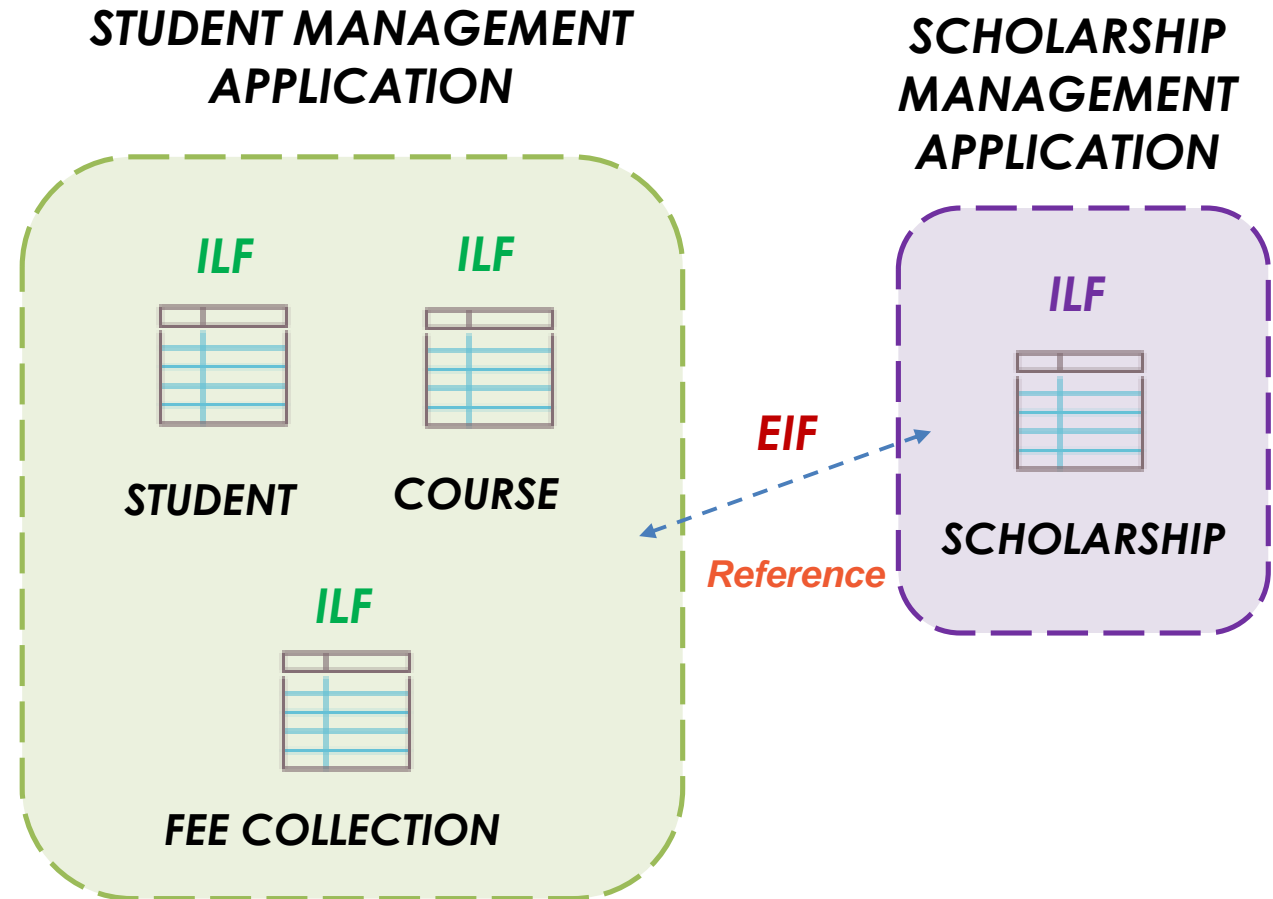 STUDENT MANAGEMENT
APPLICATION
SCHOLARSHIP
MANAGEMENT
APPLICATION
ILF
ILF
STUDENT
COURSE
ILF
FEE COLLECTION
EIF
Reference
ILF
SCHOLARSHIP